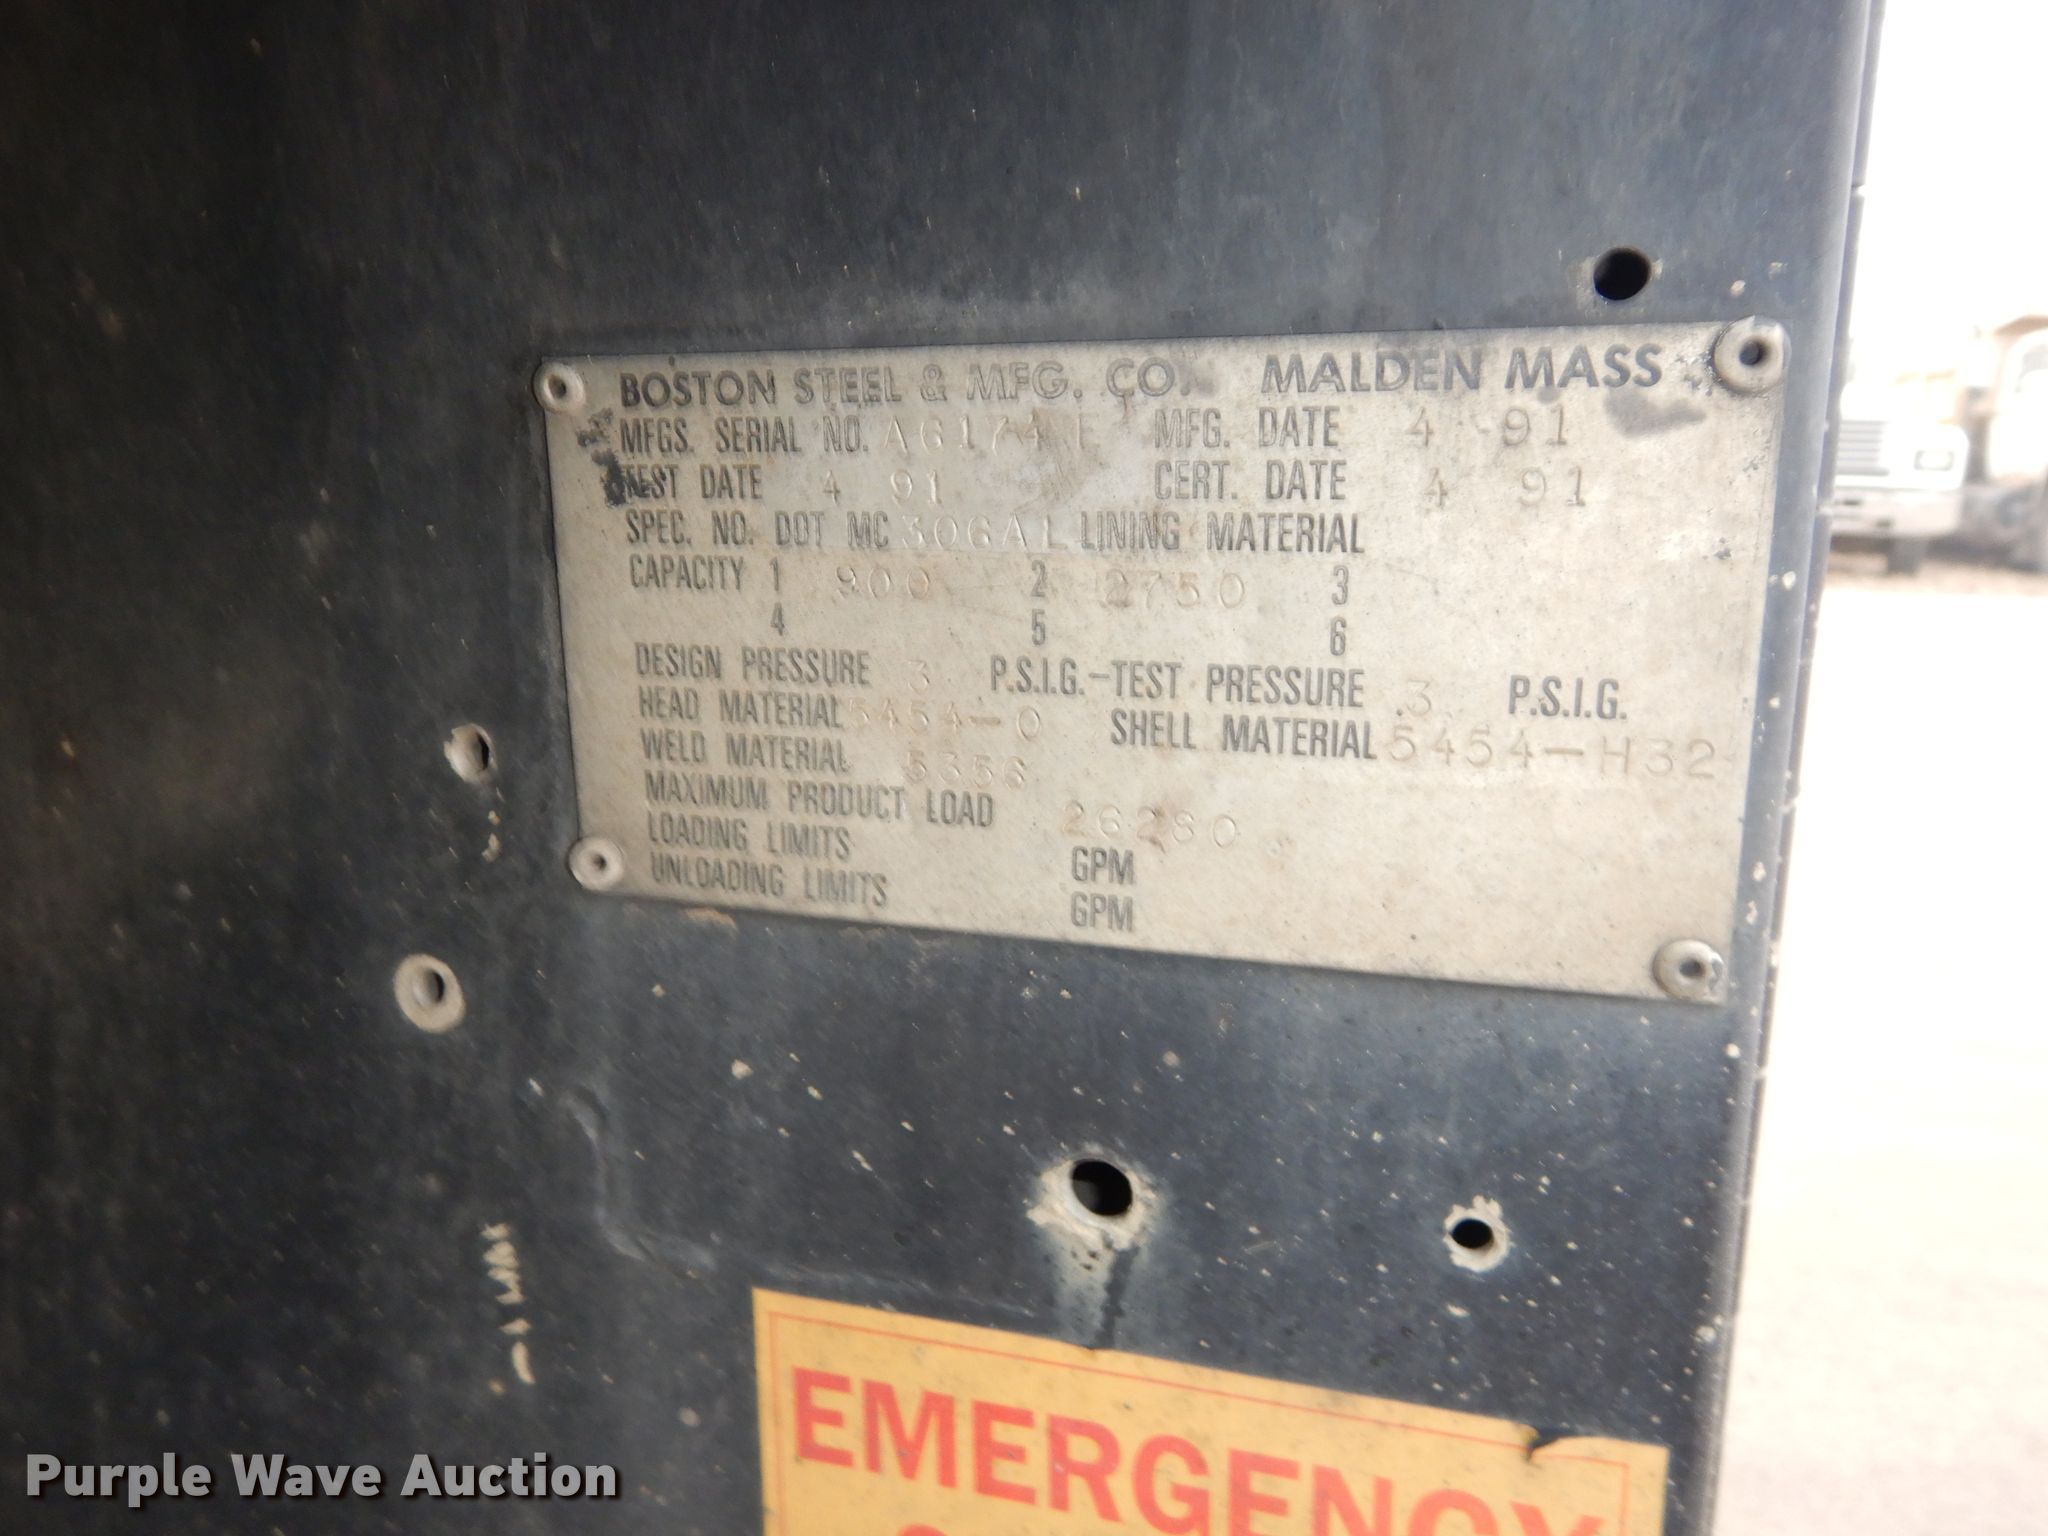 BOSTON STEEL & MFG. CO. MALDEN MASS
MFGS. SERIAL NO. A6174 MFG. DATE 4 91
TEST DATE 4 91 CERT. DATE 4 91
SPEC. NO. DOT MC 306AL LINING MATERIAL
CAPACITY 1 900 2 2750 3
4 5 6
DESIGN PRESSURE 3 P.S.I.G.-TEST PRESSURE 3 P.S.I.G.
HEAD MATERIAL 5454-O SHELL MATERIAL 5454-H32
WELD MATERIAL 5356
MAXIMUM PRODUCT LOAD 26280
LOADING LIMITS GPM
UNLOADING LIMITS GPM
EMERGENCY
Purple Wave Auction